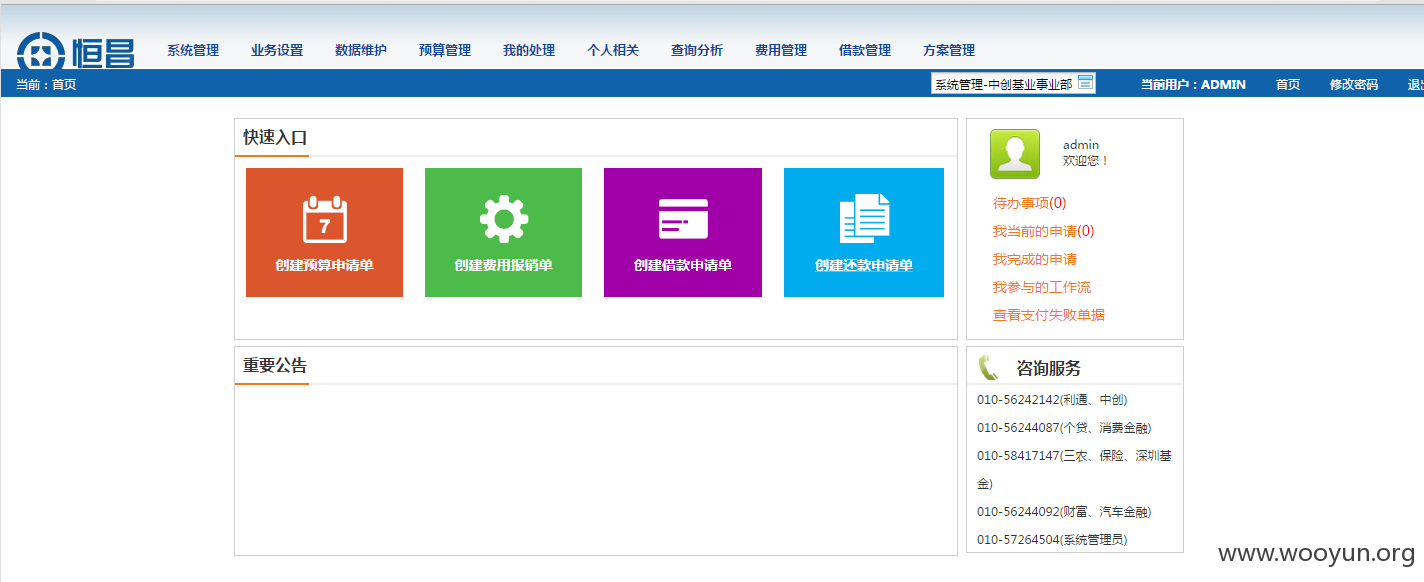 恒昌
系统管理 业务设置 数据维护 预算管理 我的处理 个人相关 查询分析 费用管理 借款管理 方案管理
当前：首页 系统管理-中创基业事业部 当前用户：ADMIN 首页 修改密码 退出
快速入口
7
创建预算申请单 创建费用报销单 创建借款申请单 创建还款申请单
admin
欢迎您！
待办事项(0)
我当前的申请(0)
我完成的申请
我参与的工作流
查看支付失败单据
重要公告
咨询服务
010-56242142(利通、中创)
010-56244087(个贷、消费金融)
010-58417147(三农、保险、深圳基
金)
010-56244092(财富、汽车金融)
010-57264504(系统管理员)
www.wooyun.org